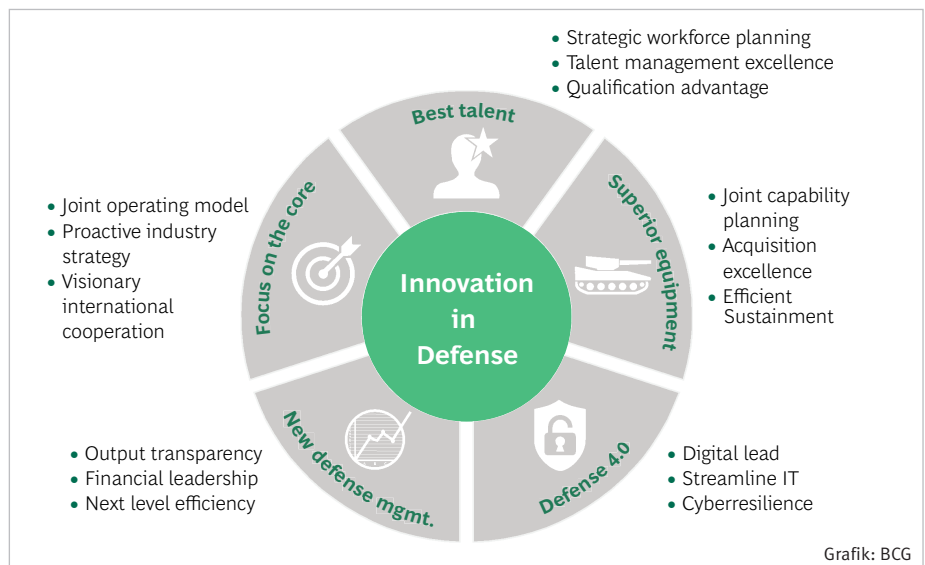 • Strategic workforce planning
• Talent management excellence
• Qualification advantage
Best talent
Focus on the core
Superior equipment
• Joint operating model
• Proactive industry
strategy
• Visionary
international
cooperation
• Joint capability
planning
• Acquisition
excellence
• Efficient
Sustainment
Innovation
in
Defense
New defense mgmt.
Defense 4.0
• Output transparency
• Financial leadership
• Next level efficiency
• Digital lead
• Streamline IT
• Cyberresilience
Grafik: BCG